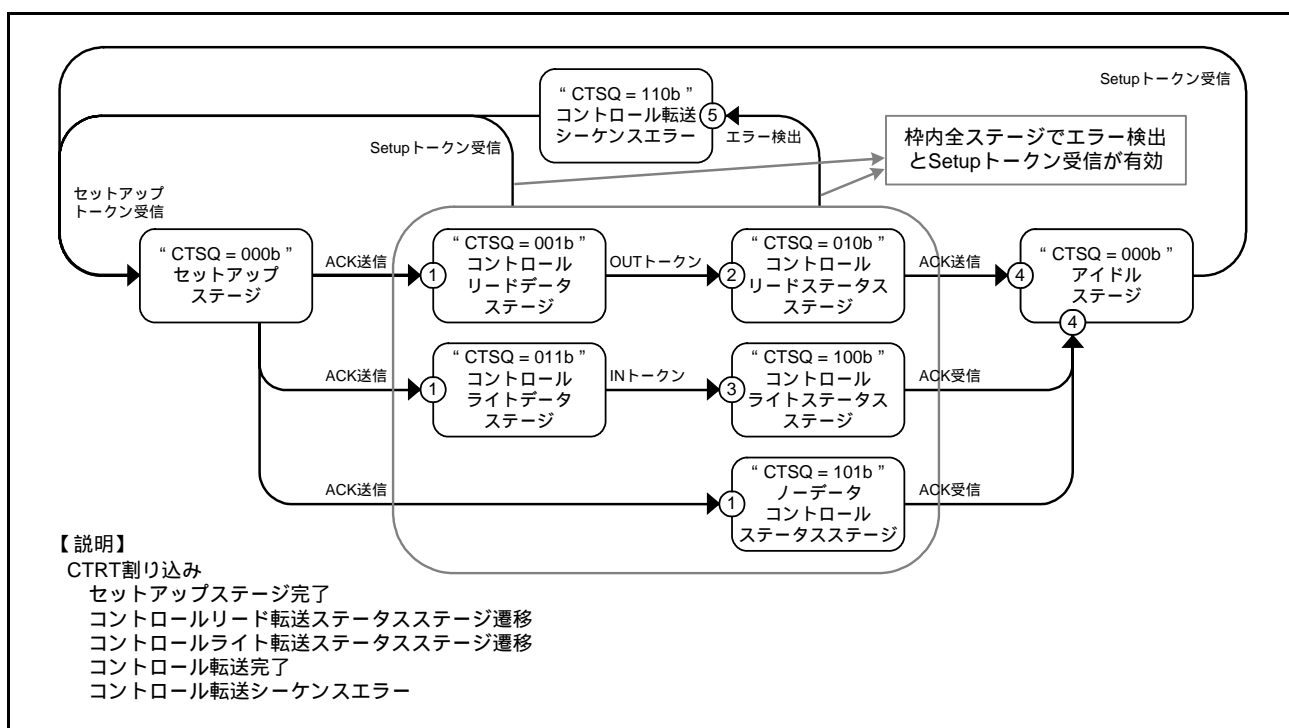 Setupトークン受信
“ CTSQ = 110b ”
コントロール転送
シーケンスエラー
5
エラー検出
Setupトークン受信
枠内全ステージでエラー検出
とSetupトークン受信が有効
セットアップ
トークン受信
“ CTSQ = 000b ”
セットアップ
ステージ
ACK送信
1
“ CTSQ = 001b ”
コントロール
リードデータ
ステージ
OUTトークン
2
“ CTSQ = 010b ”
コントロール
リードステータス
ステージ
ACK送信
4
“ CTSQ = 000b ”
アイドル
ステージ
4
ACK送信
1
“ CTSQ = 011b ”
コントロール
ライトデータ
ステージ
INトークン
3
“ CTSQ = 100b ”
コントロール
ライトステータス
ステージ
ACK受信
ACK送信
1
“ CTSQ = 101b ”
ノーデータ
コントロール
ステータスステージ
ACK受信
【説明】
CTRT割り込み
セットアップステージ完了
コントロールリード転送ステータスステージ遷移
コントロールライト転送ステータスステージ遷移
コントロール転送完了
コントロール転送シーケンスエラー